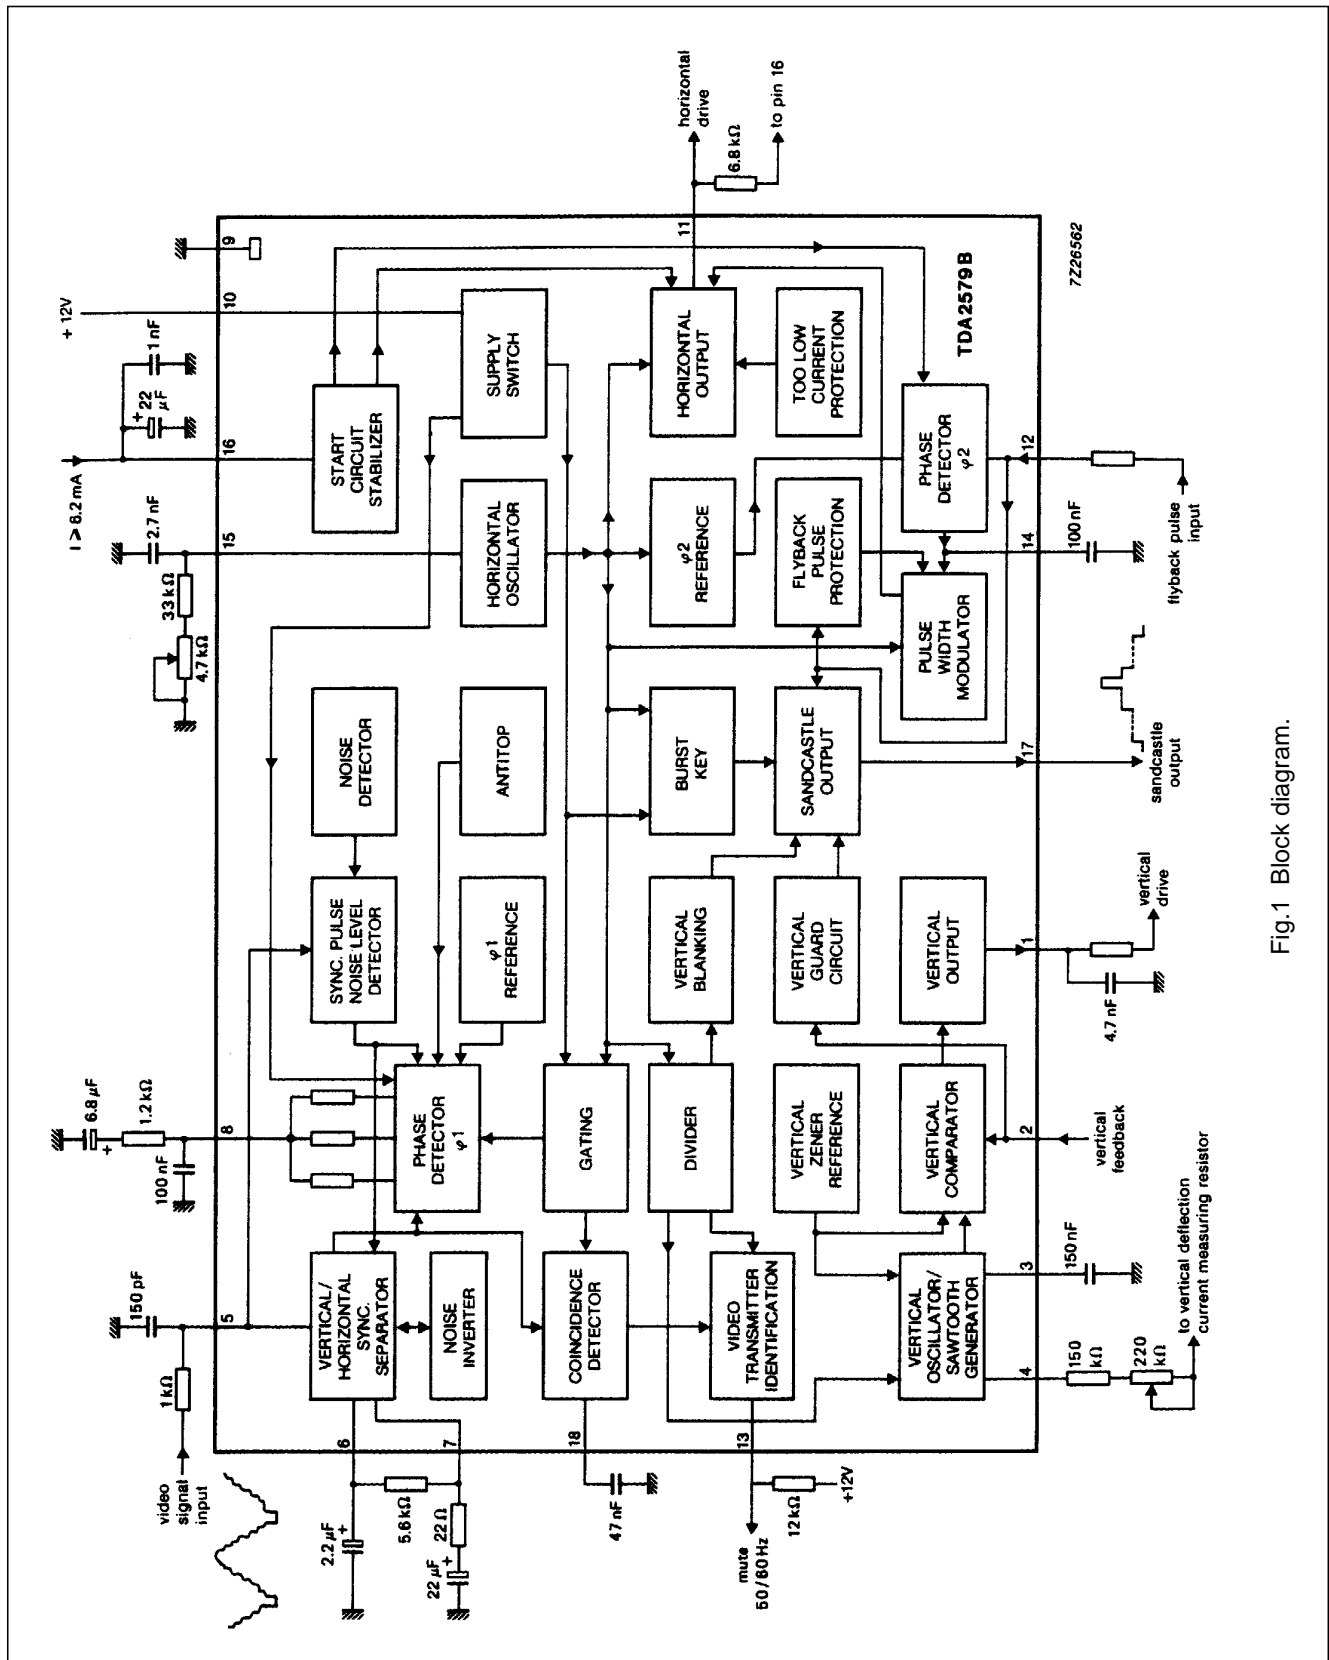 video
signal
input
1kΩ
150 pF
5
100 nF
6.8 µF
+
1.2 kΩ
8
4.7 kΩ
33 kΩ
2.7 nF
15
I ⩾ 6.2 mA
16
+ 22
µF
1 nF
+ 12V
10
9
2.2 µF
+
6
5.6 kΩ
7
22 µF
+
22 Ω
VERTICAL/
HORIZONTAL
SYNC.
SEPARATOR
NOISE
INVERTER
PHASE
DETECTOR
φ1
SYNC. PULSE
NOISE LEVEL
DETECTOR
NOISE
DETECTOR
START
CIRCUIT
STABILIZER
φ1
REFERENCE
ANTITOP
HORIZONTAL
OSCILLATOR
SUPPLY
SWITCH
18
47 nF
COINCIDENCE
DETECTOR
GATING
13
mute
50/60Hz
12 kΩ
+12V
VIDEO
TRANSMITTER
IDENTIFICATION
DIVIDER
VERTICAL
BLANKING
BURST
KEY
φ2
REFERENCE
HORIZONTAL
OUTPUT
11
horizontal
drive
6.8 kΩ
to pin 16
VERTICAL
ZENER
REFERENCE
VERTICAL
GUARD
CIRCUIT
SANDCASTLE
OUTPUT
FLYBACK
PULSE
PROTECTION
TOO LOW
CURRENT
PROTECTION
VERTICAL
OSCILLATOR/
SAWTOOTH
GENERATOR
VERTICAL
COMPARATOR
VERTICAL
OUTPUT
PULSE
WIDTH
MODULATOR
PHASE
DETECTOR
φ2
TDA2579B
4
150
kΩ
220
kΩ
to vertical deflection
current measuring resistor
3
150 nF
2
vertical
feedback
1
4.7 nF
vertical
drive
17
sandcastle
output
14
100 nF
12
flyback pulse
input
7Z26562
Fig.1 Block diagram.